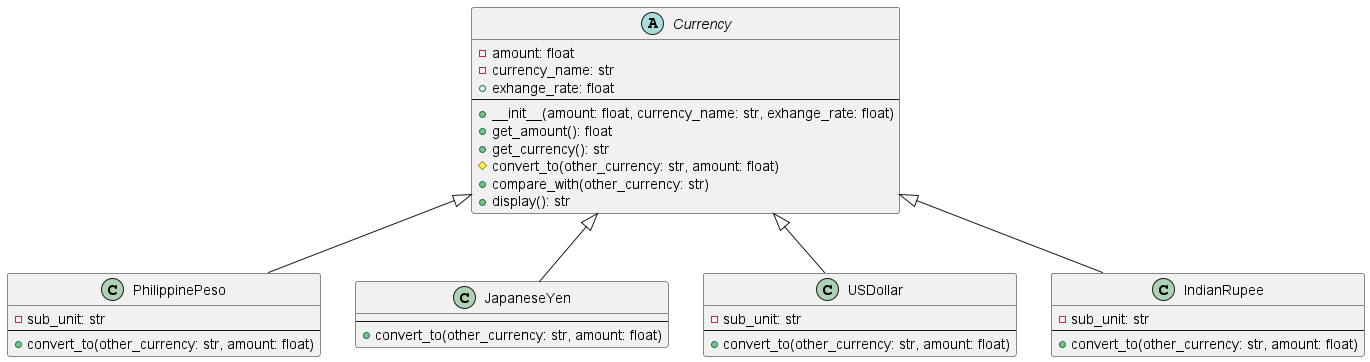 A Currency
amount: float
currency_name: str
exhange_rate: float
__init__(amount: float, currency_name: str, exhange_rate: float)
get_amount(): float
get_currency(): str
convert_to(other_currency: str, amount: float)
compare_with(other_currency: str)
display(): str
C PhilippinePeso
sub_unit: str
convert_to(other_currency: str, amount: float)
C JapaneseYen
convert_to(other_currency: str, amount: float)
C USDollar
sub_unit: str
convert_to(other_currency: str, amount: float)
C IndianRupee
sub_unit: str
convert_to(other_currency: str, amount: float)